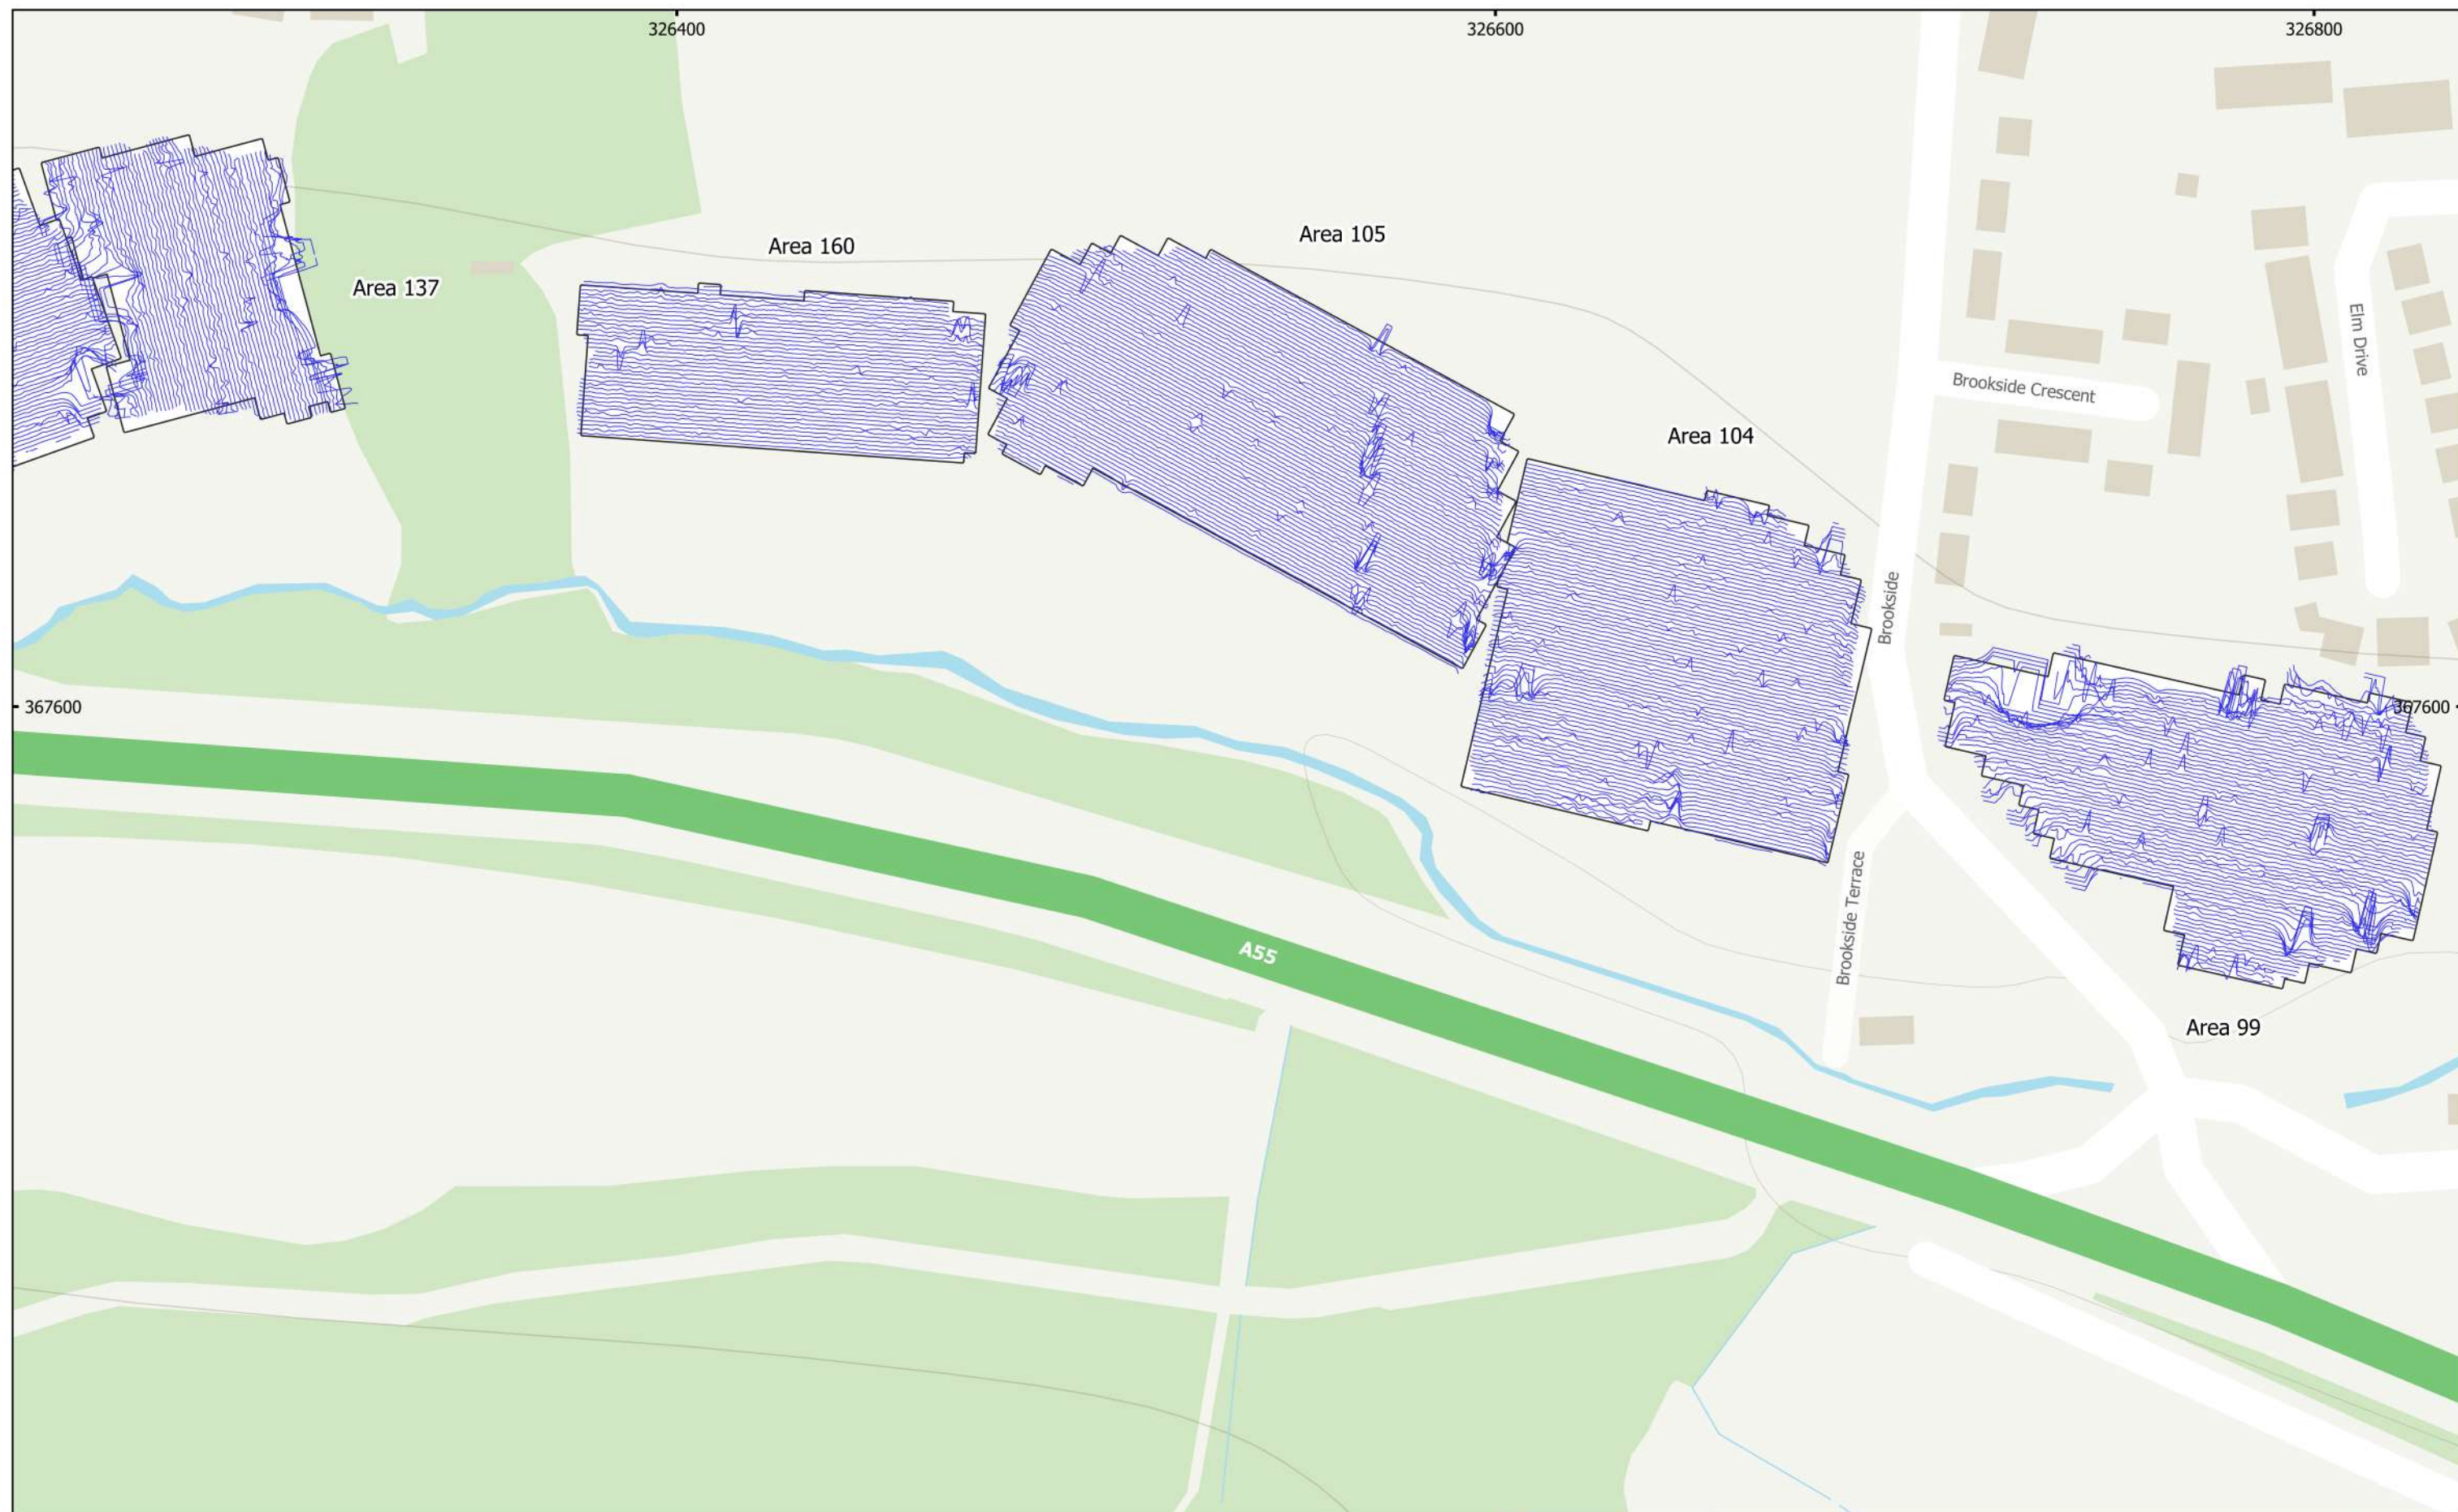 326400
326600
326800
Area 160
Area 105
Area 137
Elm Drive
Brookside Crescent
Area 104
Brookside
367600
367600
Brookside Terrace
A55
Area 99